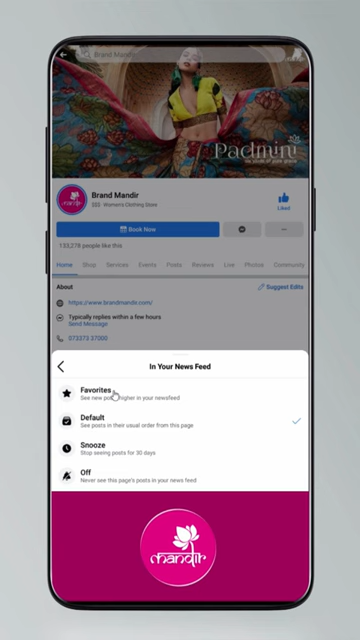 Brand Mandir
Padmini
Brand Mandir
$$$ Women's Clothing Store
Liked
Book Now
133,278 people like this
Home Shop Services Events Posts Reviews Live Photos Community
About
Suggest Edits
https://www.brandmandir.com/
Typically replies within a few hours
Send Message
073373 37000
In Your News Feed
Favorites
See new posts higher in your newsfeed
Default
See posts in their usual order from this page
Snooze
Stop seeing posts for 30 days
Off
Never see this page's posts in your news feed
mandir